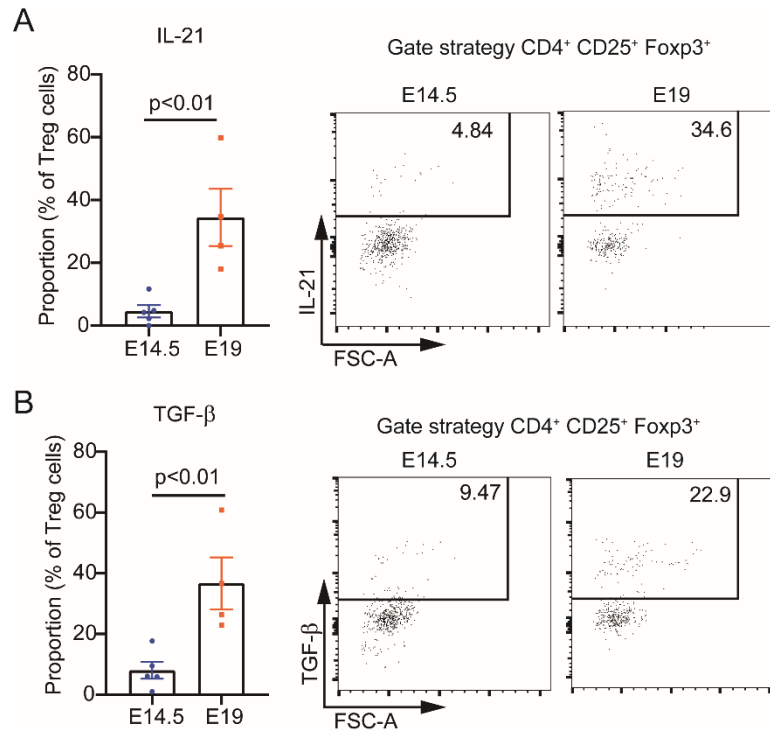 A
IL-21
Proportion (% of Treg cells)
80
60
40
20
0
p<0.01
E14.5
E19
Gate strategy CD4⁺ CD25⁺ Foxp3⁺
E14.5
E19
4.84
34.6
IL-21
FSC-A
B
TGF-β
Proportion (% of Treg cells)
80
60
40
20
0
p<0.01
E14.5
E19
Gate strategy CD4⁺ CD25⁺ Foxp3⁺
E14.5
E19
9.47
22.9
TGF-β
FSC-A